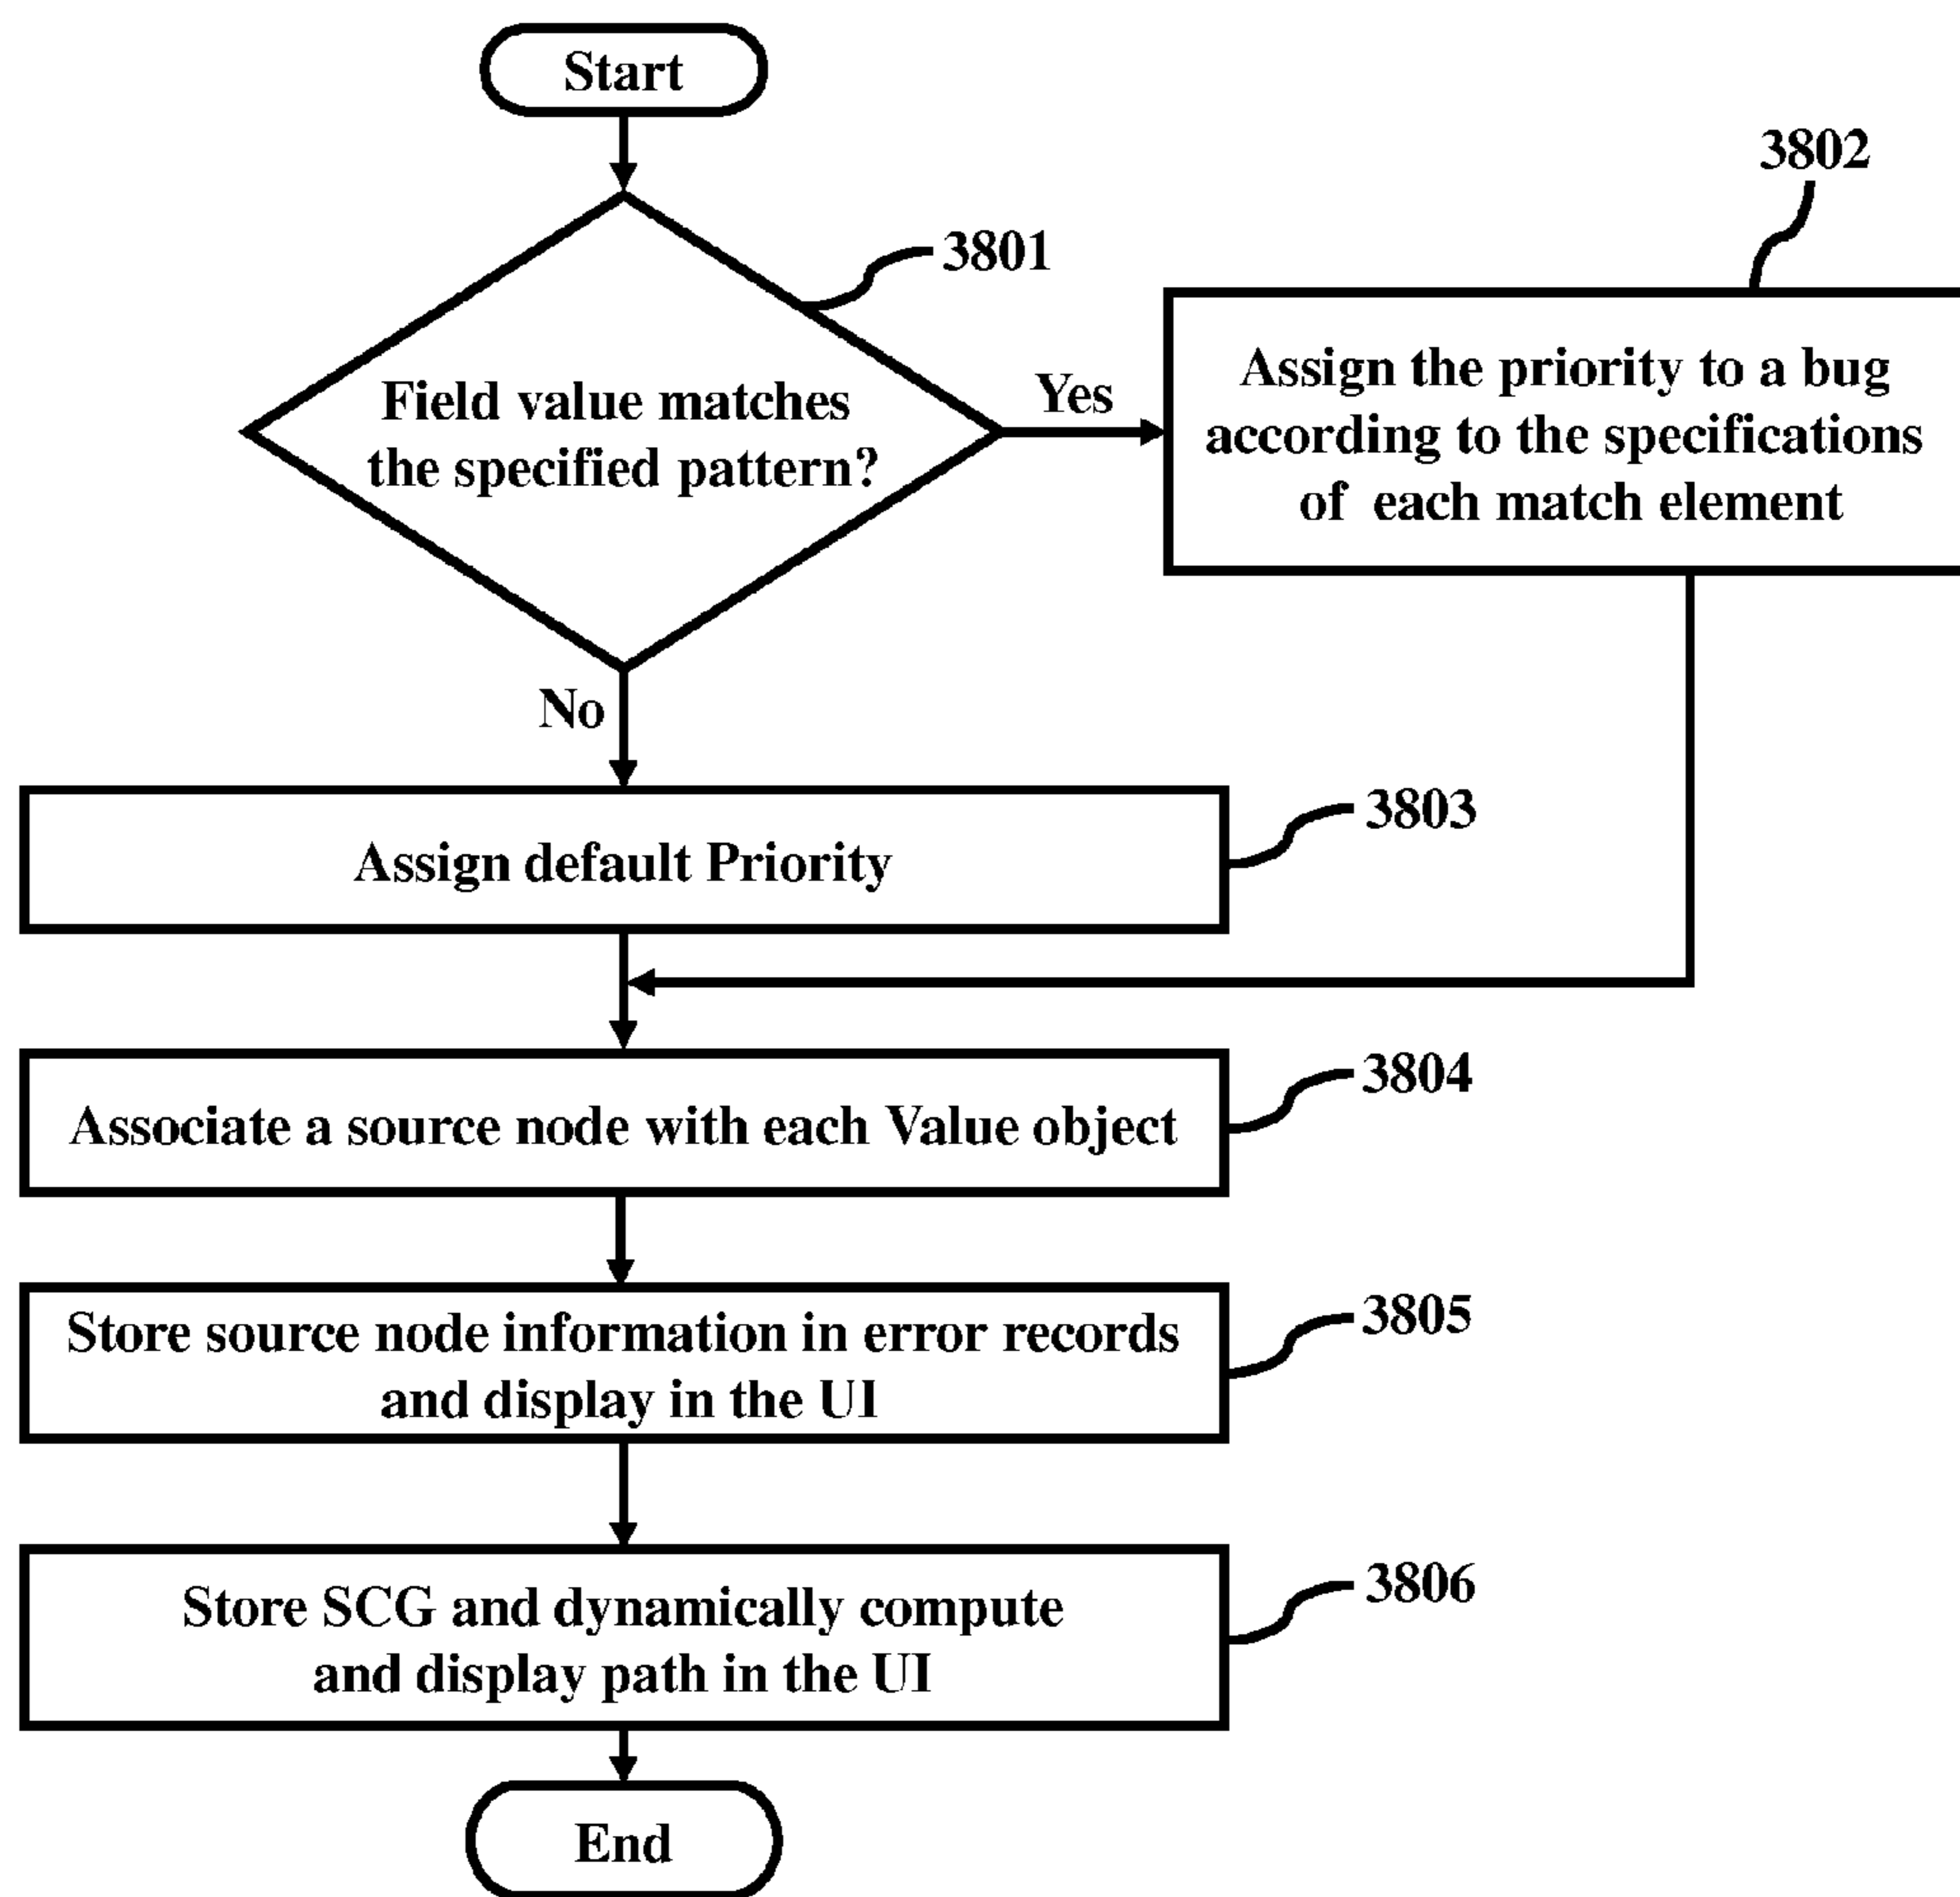 Start
3802
3801
Field value matches
the specified pattern?
Yes
Assign the priority to a bug
according to the specifications
of each match element
No
3803
Assign default Priority
3804
Associate a source node with each Value object
3805
Store source node information in error records
and display in the UI
3806
Store SCG and dynamically compute
and display path in the UI
End